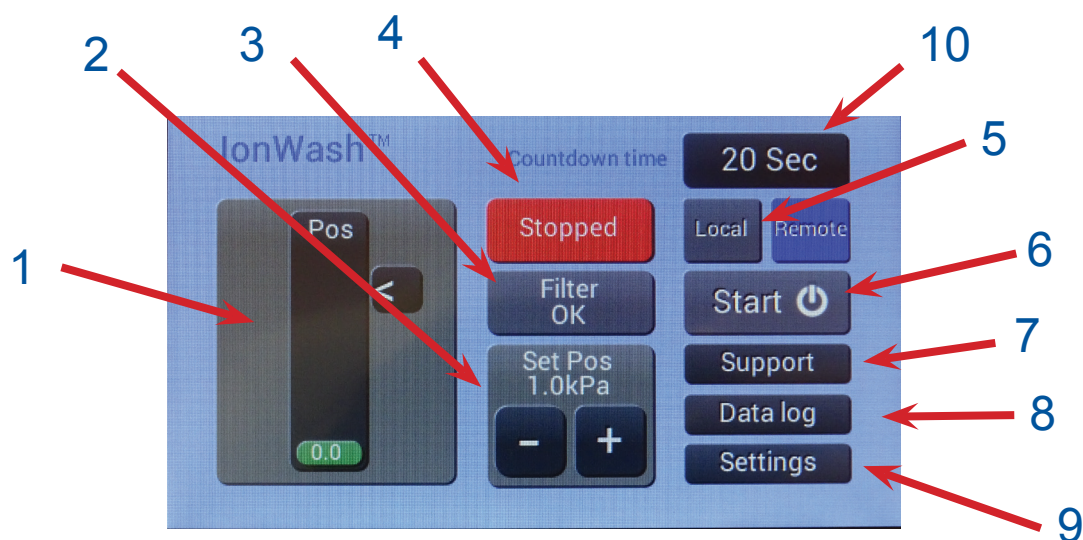 2
3
4
10
IonWash™
Countdown time
20 Sec
5
Pos
Stopped
Local
Remote
1
<
Filter
OK
6
Start
Set Pos
1.0kPa
Support
7
-
+
Data log
8
0.0
Settings
9